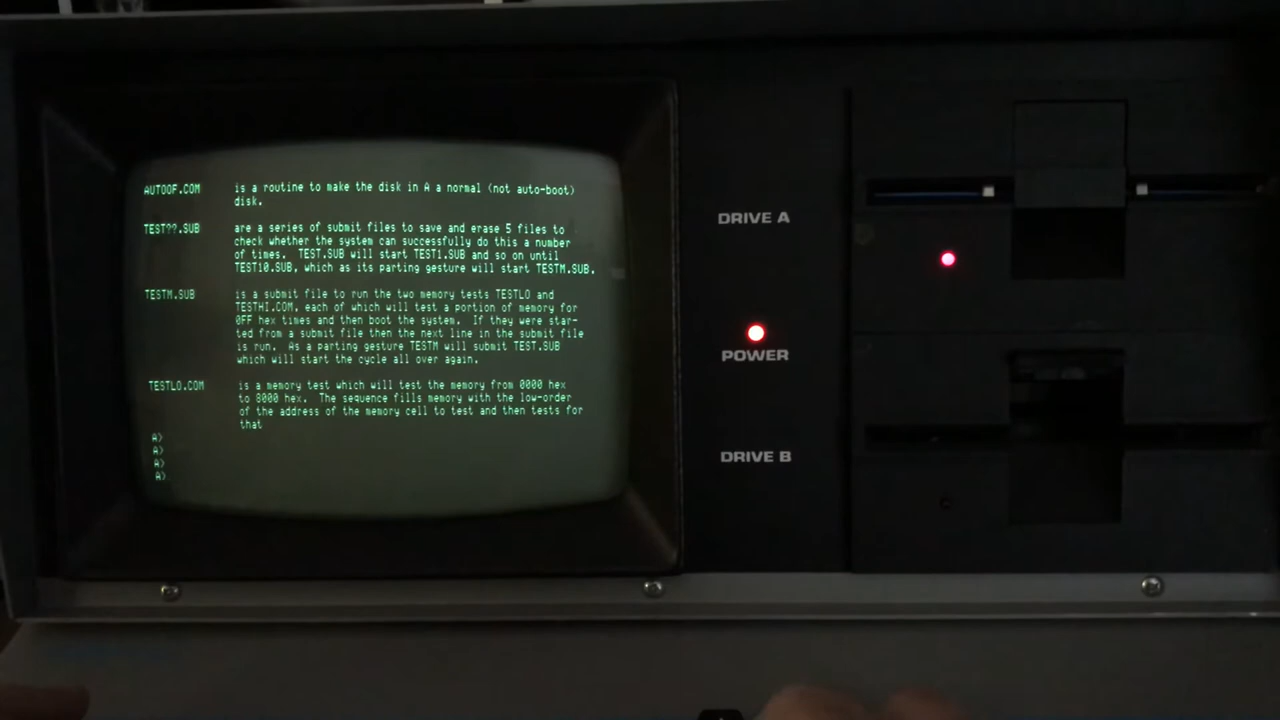 AUTOOF.COM is a routine to make the disk in A a normal (not auto-boot)
disk.
TEST??.SUB are a series of submit files to save and erase 5 files to
check whether the system can successfully do this a number
of times. TEST.SUB will start TEST1.SUB and so on until
TEST10.SUB, which as its parting gesture will start TESTM.SUB.
TESTM.SUB is a submit file to run the two memory tests TESTLO and
TESTHI.COM, each of which will test a portion of memory for
0FF hex times and then boot the system. If they were star-
ted from a submit file then the next line in the submit file
is run. As a parting gesture TESTM will submit TEST.SUB
which will start the cycle all over again.
TESTLO.COM is a memory test which will test the memory from 0000 hex
to 8000 hex. The sequence fills memory with the low-order
of the address of the memory cell to test and then tests for
that
A>
A>
A>
A>
DRIVE A
POWER
DRIVE B